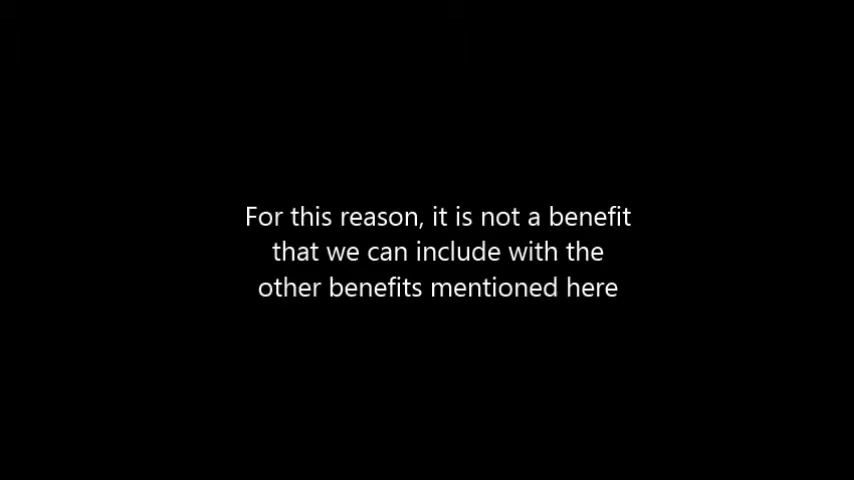 For this reason, it is not a benefit
that we can include with the
other benefits mentioned here